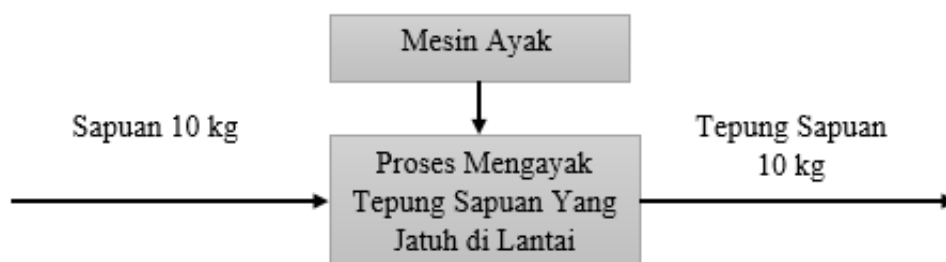 Mesin Ayak
Sapuan 10 kg
Tepung Sapuan
10 kg
Proses Mengayak
Tepung Sapuan Yang
Jatuh di Lantai